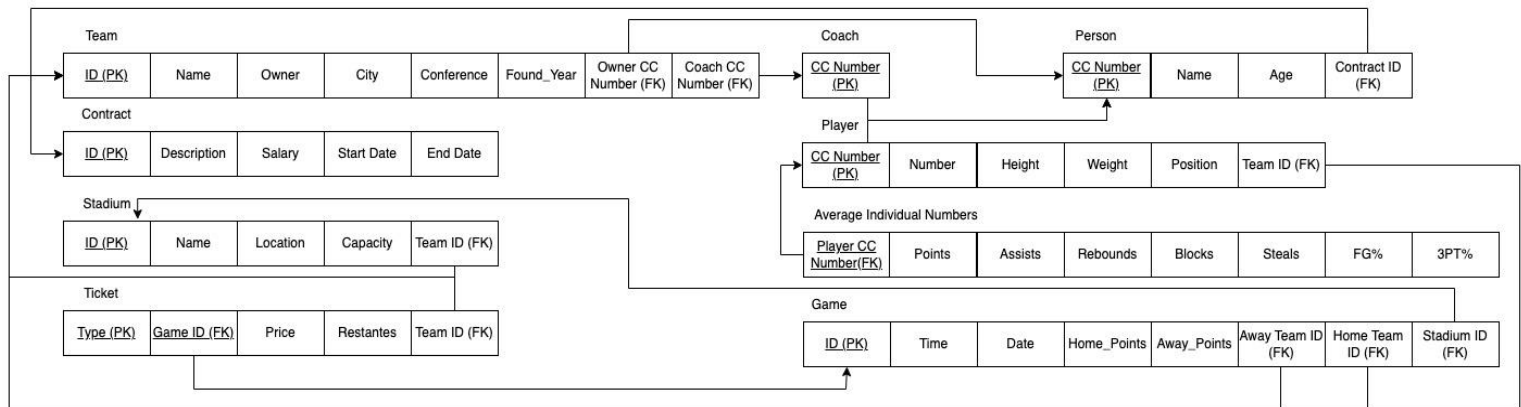 Team
ID (PK) Name Owner City Conference Found_Year Owner CC Number (FK) Coach CC Number (FK)
Coach
CC Number (PK)
Person
CC Number (PK) Name Age Contract ID (FK)
Contract
ID (PK) Description Salary Start Date End Date
Player
CC Number (PK) Number Height Weight Position Team ID (FK)
Stadium
ID (PK) Name Location Capacity Team ID (FK)
Average Individual Numbers
Player CC Number(FK) Points Assists Rebounds Blocks Steals FG% 3PT%
Ticket
Type (PK) Game ID (FK) Price Restantes Team ID (FK)
Game
ID (PK) Time Date Home_Points Away_Points Away Team ID (FK) Home Team ID (FK) Stadium ID (FK)